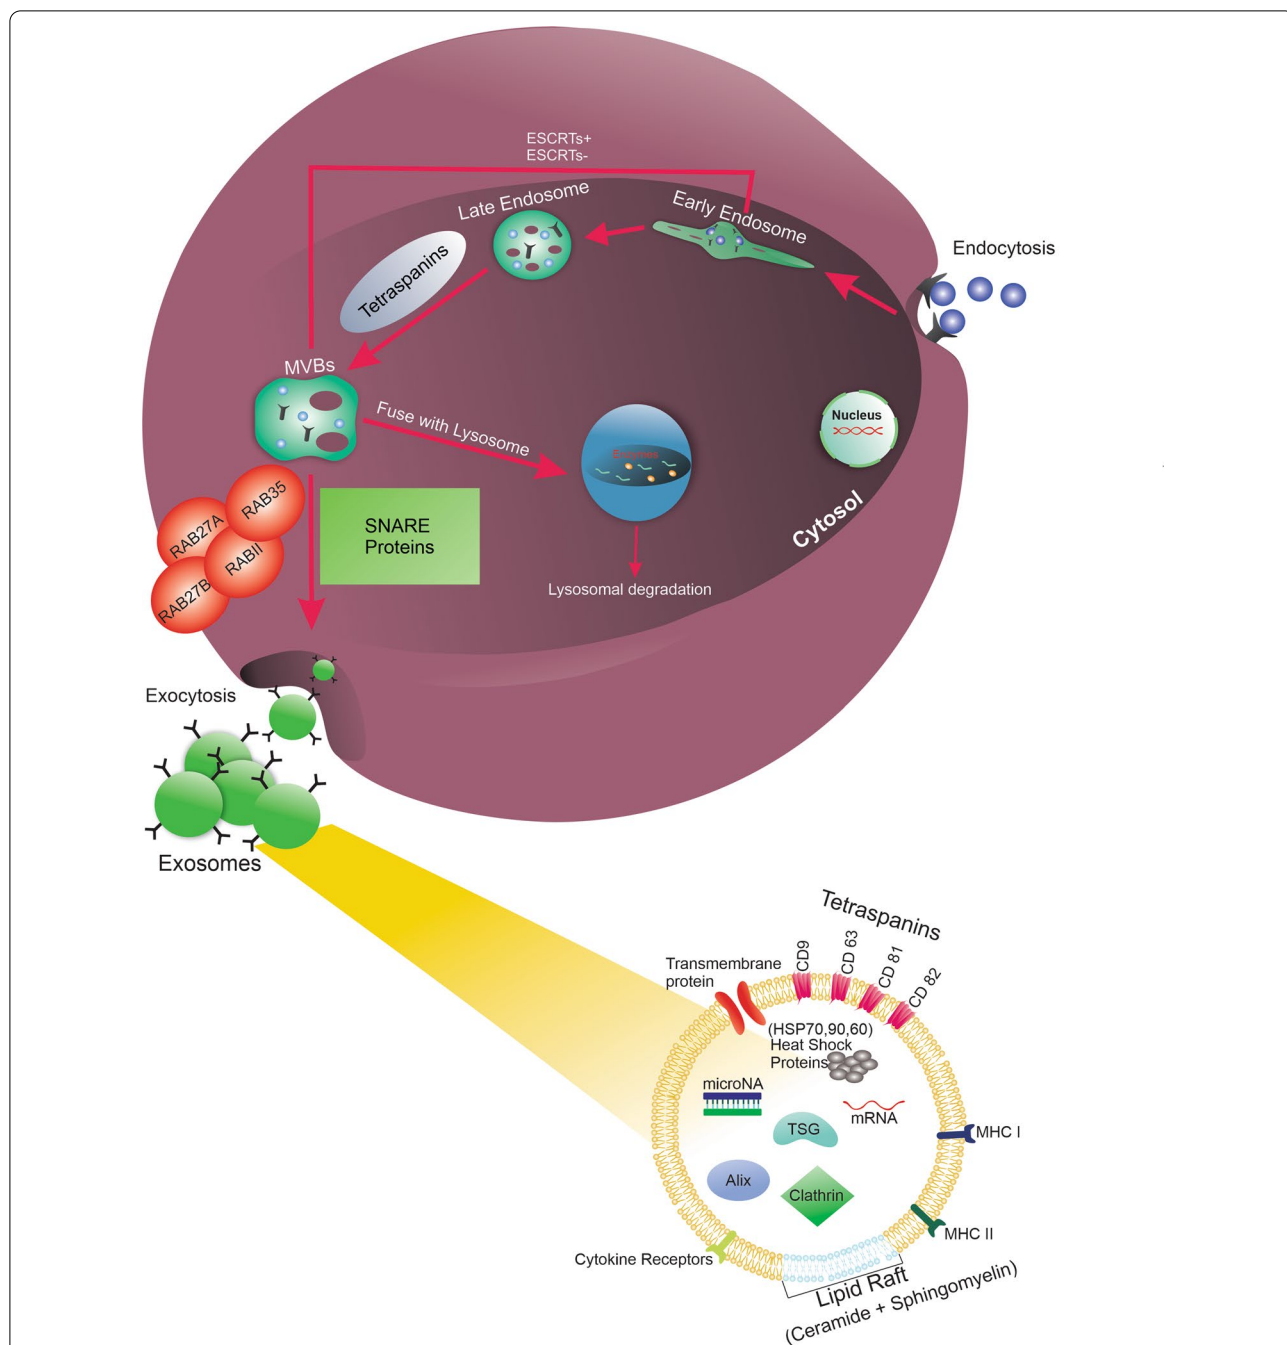 ESCRTs+
ESCRTs-
Late Endosome
Early Endosome
Endocytosis
Tetraspanins
MVBs
Fuse with Lysosome
Enzymes
Nucleus
Cytosol
RAB35
RAB27A
RABII
RAB27B
SNARE
Proteins
Lysosomal degradation
Exocytosis
Exosomes
Tetraspanins
CD9
CD 63
CD 81
CD 82
Transmembrane
protein
(HSP70,90,60)
Heat Shock
Proteins
microNA
mRNA
TSG
MHC I
Alix
Clathrin
MHC II
Cytokine Receptors
Lipid Raft
(Ceramide + Sphingomyelin)